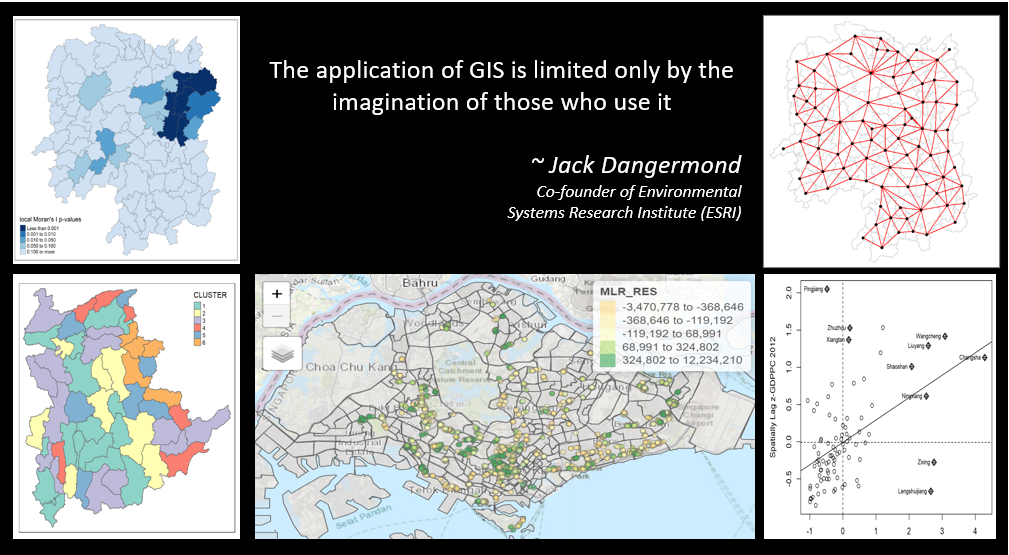 The application of GIS is limited only by the
imagination of those who use it
~ Jack Dangermond
Co-founder of Environmental
Systems Research Institute (ESRI)
local Moran's I p-values
Less than 0.001
0.001 to 0.010
0.010 to 0.050
0.050 to 0.100
0.100 or more
CLUSTER
1
2
3
4
5
6
+
−
Bahru
Gudang
Choa Chu Kang
Central
Catchment
Nature Reserve
Industrial
Singapore
Changi
Airport
Selat Pandan
MLR_RES
-3,470,778 to -368,646
-368,646 to -119,192
-119,192 to 68,991
68,991 to 324,802
324,802 to 12,234,210
Spatially Lag z-GDPPC 2012
2.0
1.5
1.0
0.5
0.0
-0.5
Pingjiang
Zhuzhou
Xiangtan
Wangcheng
Liuyang
Changsha
Shaoshan
Ningxiang
Zixing
Lengshuijiang
-1
0
1
2
3
4